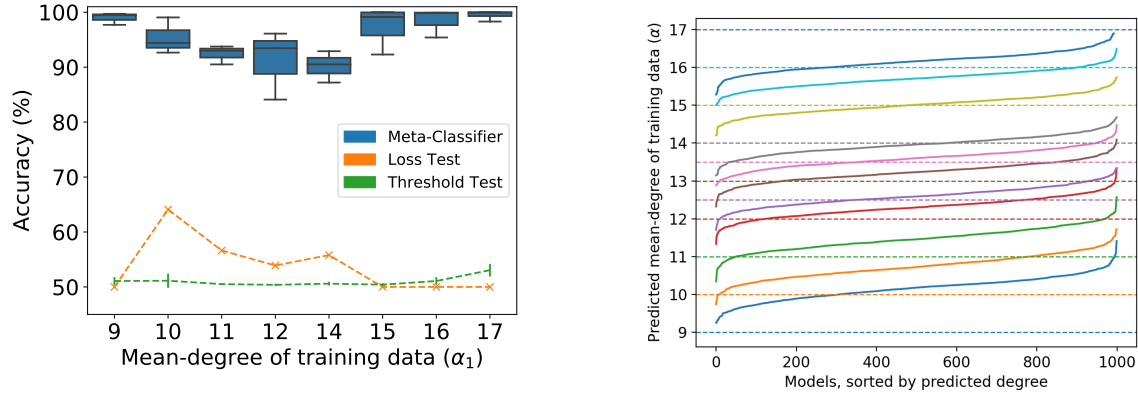 100
90
80
70
60
50
Accuracy (%)
Meta-Classifier
Loss Test
Threshold Test
9 10 11 12 14 15 16 17
Mean-degree of training data (α₁)
17
16
15
14
13
12
11
10
9
Predicted mean-degree of training data (α)
0 200 400 600 800 1000
Models, sorted by predicted degree